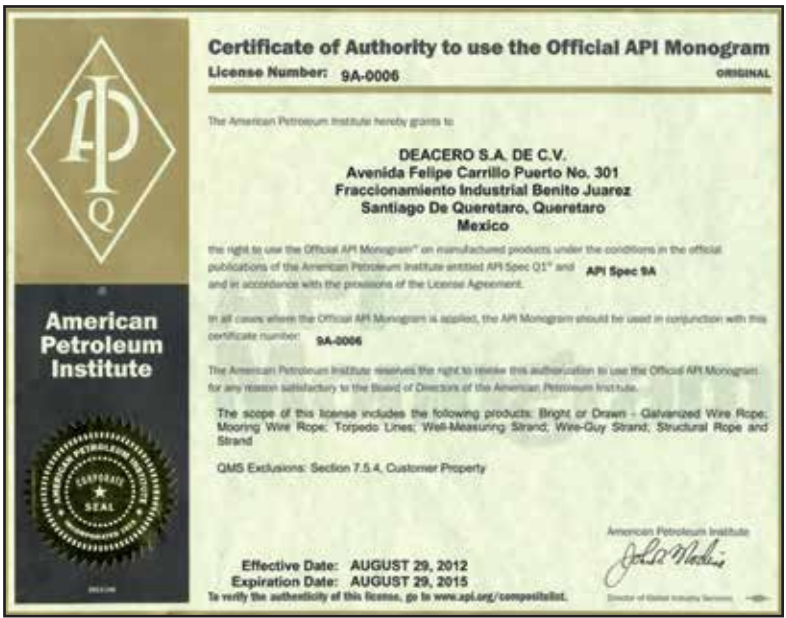 Certificate of Authority to use the Official API Monogram
License Number: 9A-0006
ORIGINAL
The American Petroleum Institute hereby grants to
DEACERO S.A. DE C.V.
Avenida Felipe Carrillo Puerto No. 301
Fraccionamiento Industrial Benito Juarez
Santiago De Queretaro, Queretaro
Mexico
the right to use the Official API Monogram® on manufactured products under the conditions in the official
publications of the American Petroleum Institute entitled API Spec Q1® and API Spec 9A
and in accordance with the provisions of the License Agreement.
In all cases where the Official API Monogram is applied, the API Monogram should be used in conjunction with this
certificate number: 9A-0006
The American Petroleum Institute reserves the right to revoke this authorization to use the Official API Monogram
for any reason satisfactory to the Board of Directors of the American Petroleum Institute.
The scope of this license includes the following products: Bright or Drawn - Galvanized Wire Rope;
Mooring Wire Rope; Torpedo Lines; Well-Measuring Strand; Wire-Guy Strand; Structural Rope and
Strand
QMS Exclusions: Section 7.5.4, Customer Property
American Petroleum Institute
Effective Date: AUGUST 29, 2012
Expiration Date: AUGUST 29, 2015
To verify the authenticity of this license, go to www.api.org/compositelist.
Director of Global Industry Services
API
Q
American
Petroleum
Institute
AMERICAN PETROLEUM INSTITUTE
CORPORATE
SEAL
INCORPORATED 1919
API
Monogram